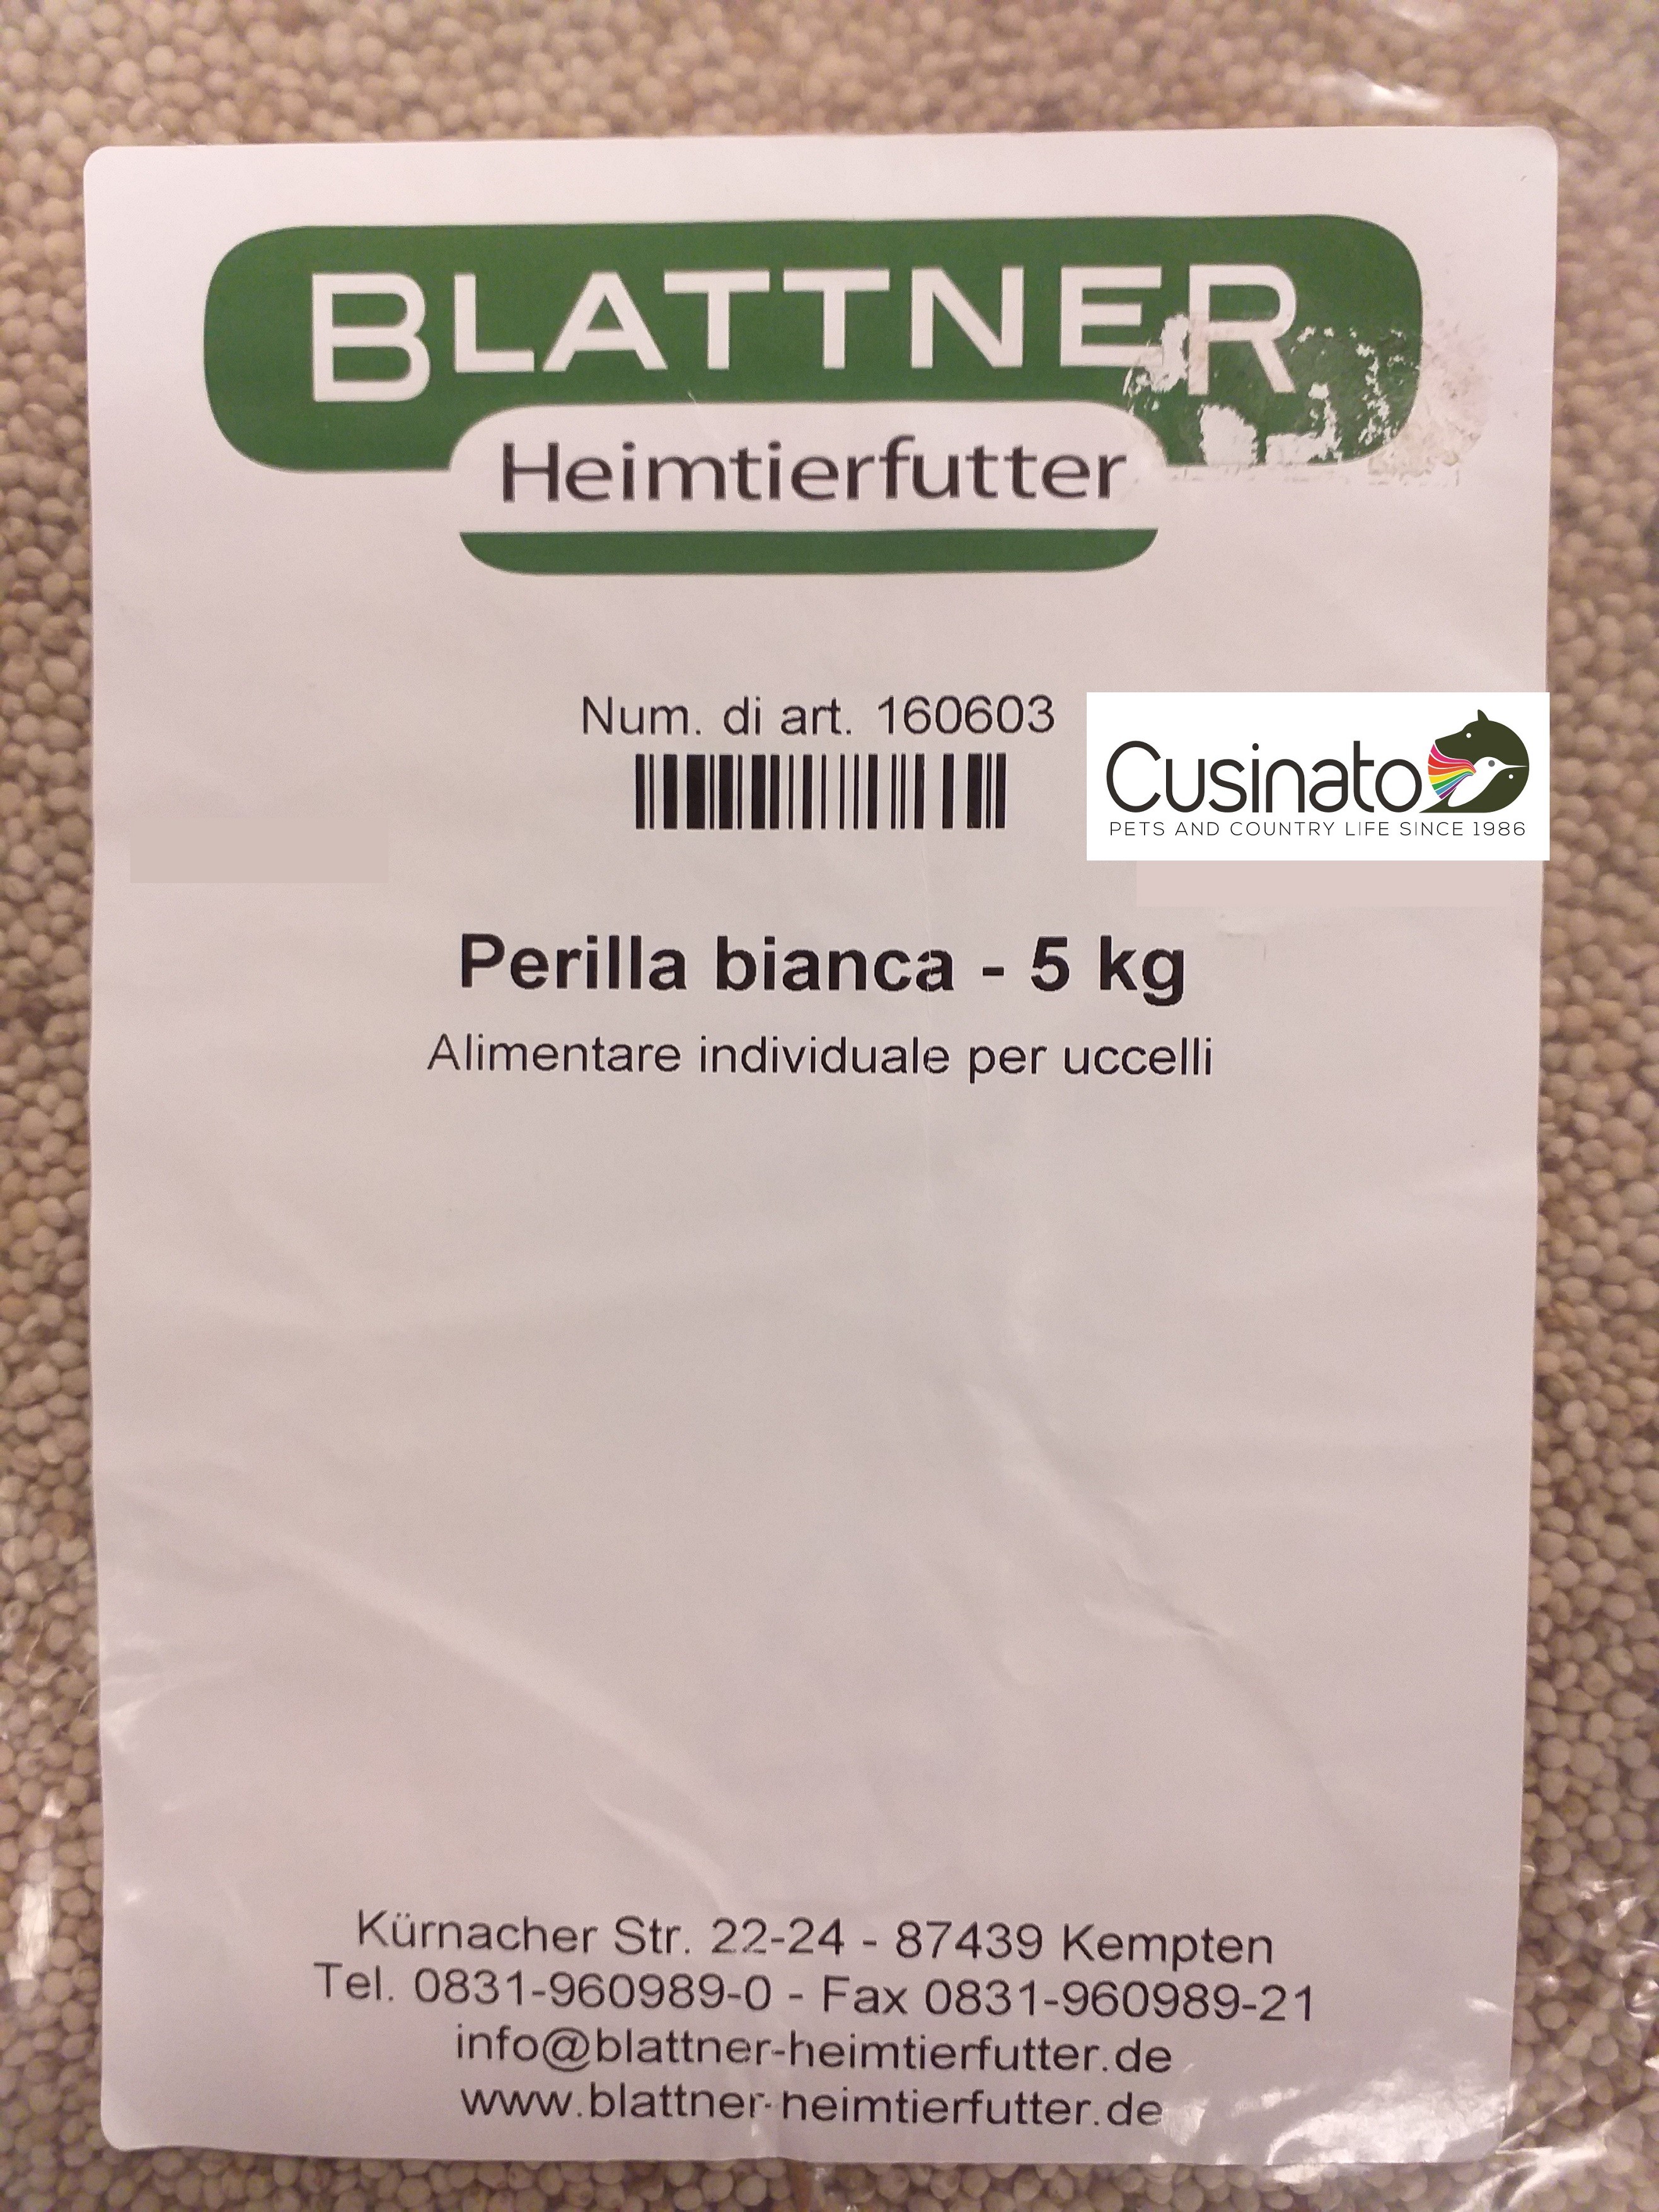 BLATTNER
Heimtierfutter
Num. di art. 160603
Cusinato
PETS AND COUNTRY LIFE SINCE 1986
Perilla bianca - 5 kg
Alimentare individuale per uccelli
Kürnacher Str. 22-24 - 87439 Kempten
Tel. 0831-960989-0 - Fax 0831-960989-21
info@blattner-heimtierfutter.de
www.blattner-heimtierfutter.de